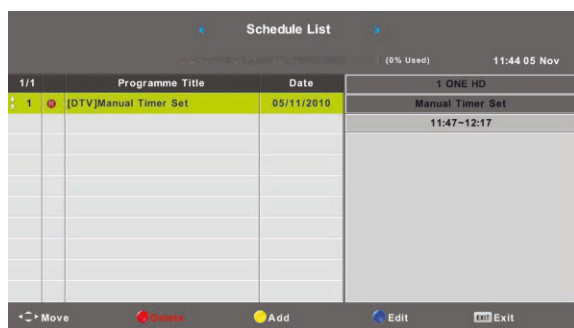 Schedule List
(0% Used) 11:44 05 Nov
1/1 Programme Title Date 1 ONE HD
1 R [DTV]Manual Timer Set 05/11/2010 Manual Timer Set
11:47~12:17
Move Delete Add Edit EXIT Exit